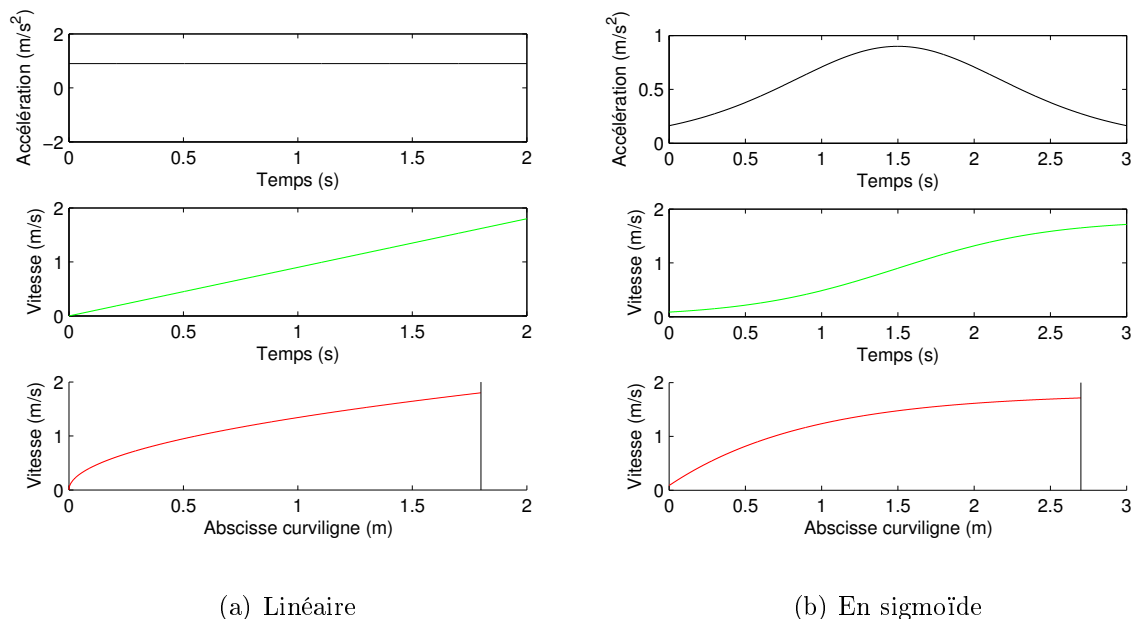 Accélération (m/s²)
2
0
−2
0 0.5 1 1.5 2
Temps (s)
Vitesse (m/s)
2
1
0
0 0.5 1 1.5 2
Temps (s)
Vitesse (m/s)
2
1
0
0 0.5 1 1.5 2
Abscisse curviligne (m)
(a) Linéaire
Accélération (m/s²)
1
0.5
0
0 0.5 1 1.5 2 2.5 3
Temps (s)
Vitesse (m/s)
2
1
0
0 0.5 1 1.5 2 2.5 3
Temps (s)
Vitesse (m/s)
2
1
0
0 0.5 1 1.5 2 2.5 3
Abscisse curviligne (m)
(b) En sigmoïde